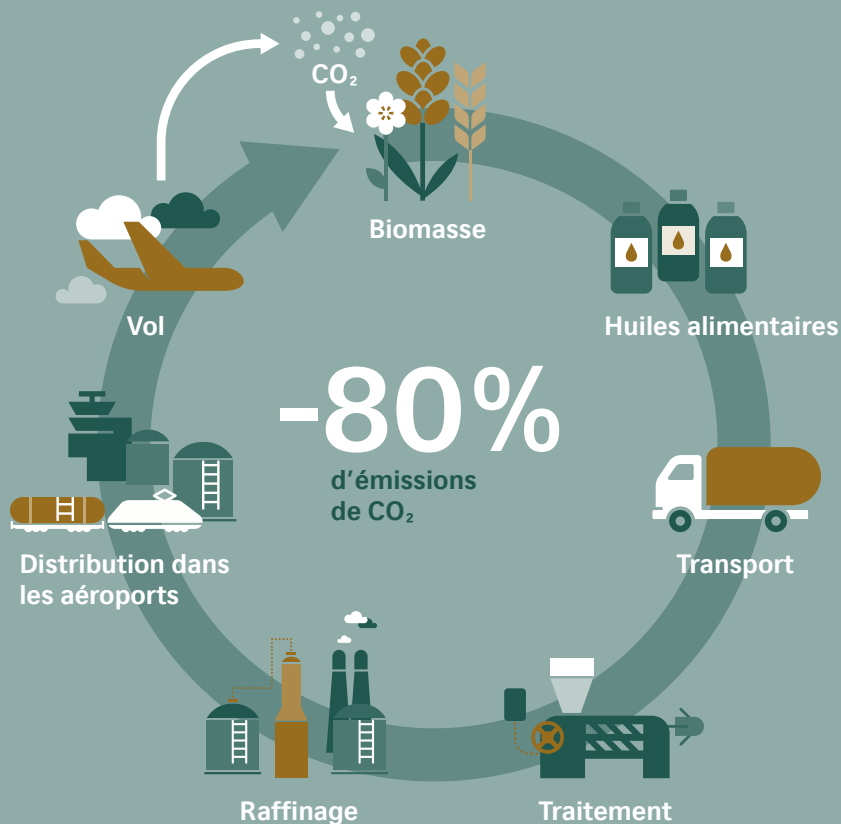 CO₂
Biomasse
Huiles alimentaires
Vol
-80%
d'émissions
de CO₂
Transport
Distribution dans
les aéroports
Raffinage
Traitement